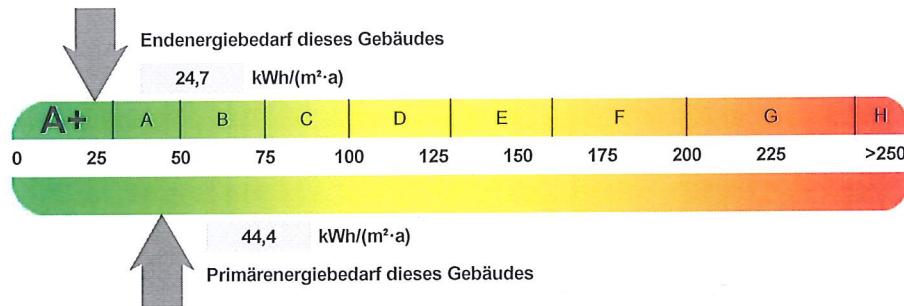 Endenergiebedarf dieses Gebäudes
24,7 kWh/(m²·a)
A+ A B C D E F G H
0 25 50 75 100 125 150 175 200 225 >250
44,4 kWh/(m²·a)
Primärenergiebedarf dieses Gebäudes